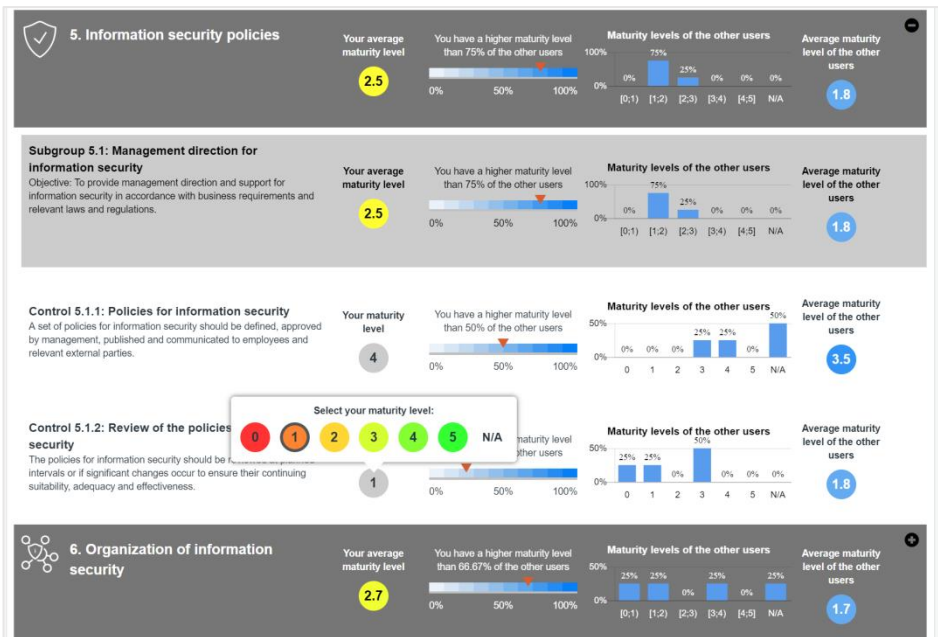 5. Information security policies
Your average
maturity level
2.5
You have a higher maturity level
than 75% of the other users
0% 50% 100%
Maturity levels of the other users
100%
0%
0% 75% 25% 0% 0% 0%
[0;1) [1;2) [2;3) [3;4) [4;5] N/A
Average maturity
level of the other
users
1.8
Subgroup 5.1: Management direction for
information security
Objective: To provide management direction and support for
information security in accordance with business requirements and
relevant laws and regulations.
Your average
maturity level
2.5
You have a higher maturity level
than 75% of the other users
0% 50% 100%
Maturity levels of the other users
100%
0%
0% 75% 25% 0% 0% 0%
[0;1) [1;2) [2;3) [3;4) [4;5] N/A
Average maturity
level of the other
users
1.8
Control 5.1.1: Policies for information security
A set of policies for information security should be defined, approved
by management, published and communicated to employees and
relevant external parties.
Your maturity
level
4
You have a higher maturity level
than 50% of the other users
0% 50% 100%
Maturity levels of the other users
50%
0%
0% 0% 0% 25% 25% 0% 50%
0 1 2 3 4 5 N/A
Average maturity
level of the other
users
3.5
Select your maturity level:
0 1 2 3 4 5 N/A
Control 5.1.2: Review of the policies
security
The policies for information security should be
intervals or if significant changes occur to ensure their continuing
suitability, adequacy and effectiveness.
1
maturity level
other users
0% 50% 100%
Maturity levels of the other users
50%
0%
25% 25% 0% 50% 0% 0% 0%
0 1 2 3 4 5 N/A
Average maturity
level of the other
users
1.8
6. Organization of information
security
Your average
maturity level
2.7
You have a higher maturity level
than 66.67% of the other users
0% 50% 100%
Maturity levels of the other users
50%
0%
25% 25% 0% 25% 0% 25%
[0;1) [1;2) [2;3) [3;4) [4;5] N/A
Average maturity
level of the other
users
1.7